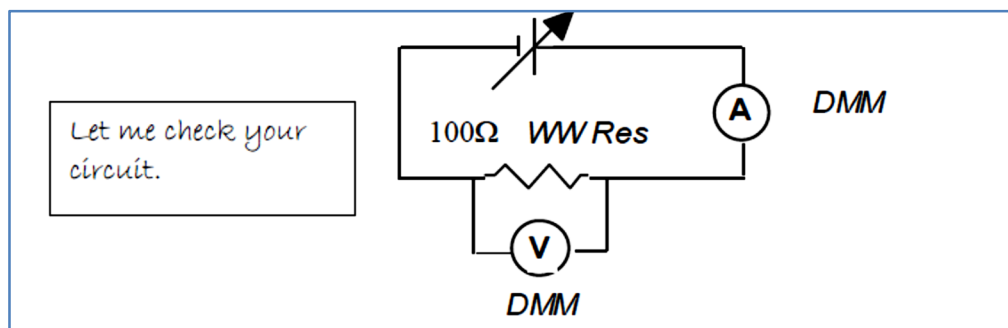 A DMM
Let me check your
circuit.
100Ω WW Res
V
DMM